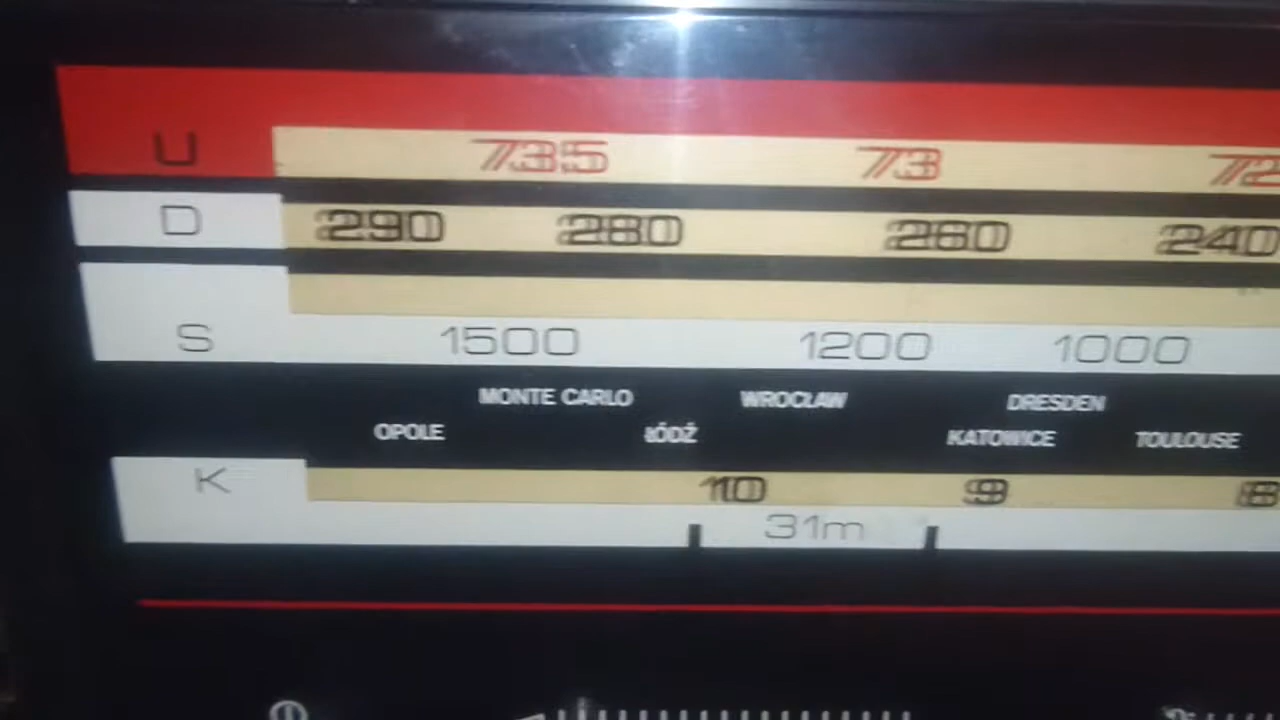 U 735 73 72
D 290 280 260 240
S 1500 1200 1000
MONTE CARLO WROCŁAW DRESDEN
OPOLE ŁÓDŹ KATOWICE TOULOUSE
K 10 9 8
31m